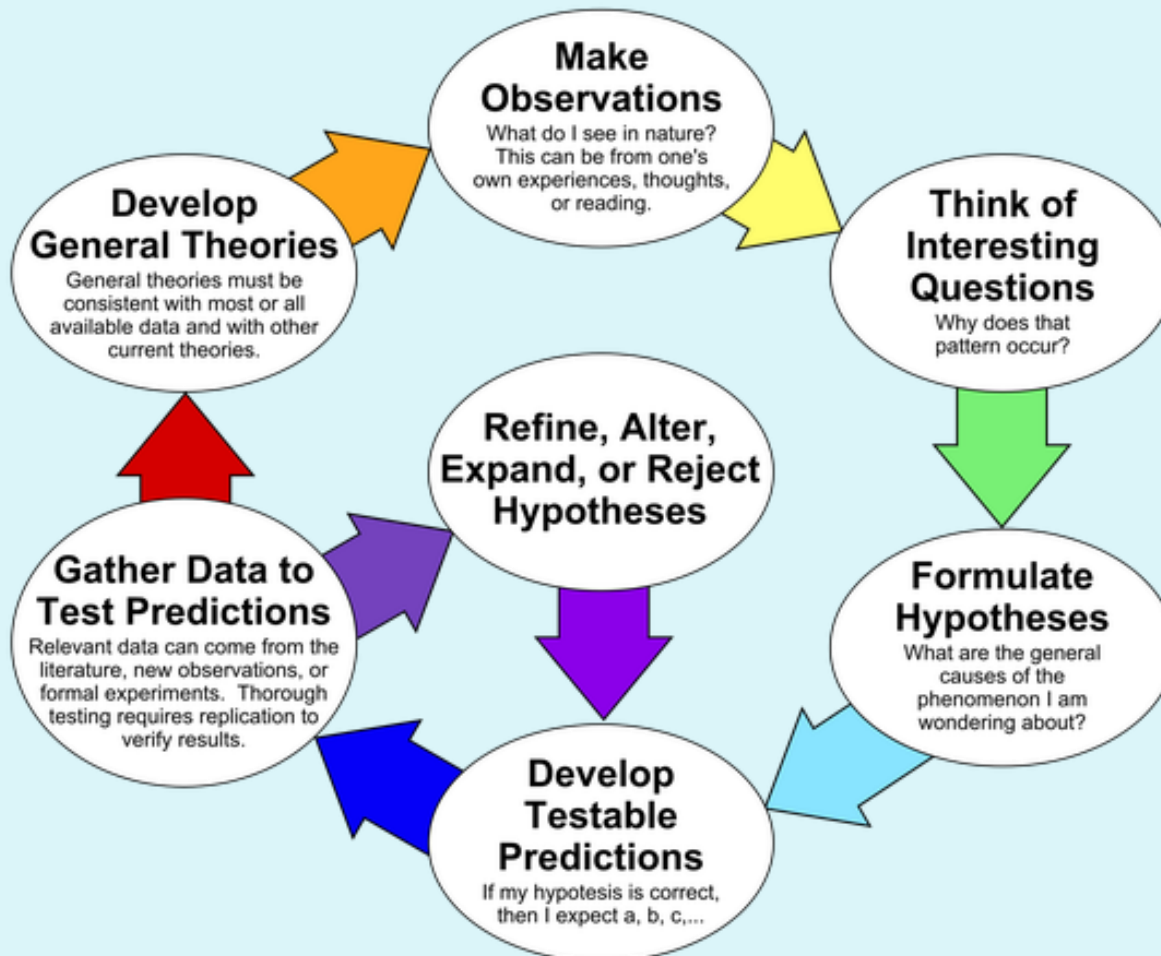 Make
Observations
What do I see in nature?
This can be from one's
own experiences, thoughts,
or reading.
Think of
Interesting
Questions
Why does that
pattern occur?
Formulate
Hypotheses
What are the general
causes of the
phenomenon I am
wondering about?
Develop
Testable
Predictions
If my hypotesis is correct,
then I expect a, b, c,...
Gather Data to
Test Predictions
Relevant data can come from the
literature, new observations, or
formal experiments. Thorough
testing requires replication to
verify results.
Refine, Alter,
Expand, or Reject
Hypotheses
Develop
General Theories
General theories must be
consistent with most or all
available data and with other
current theories.